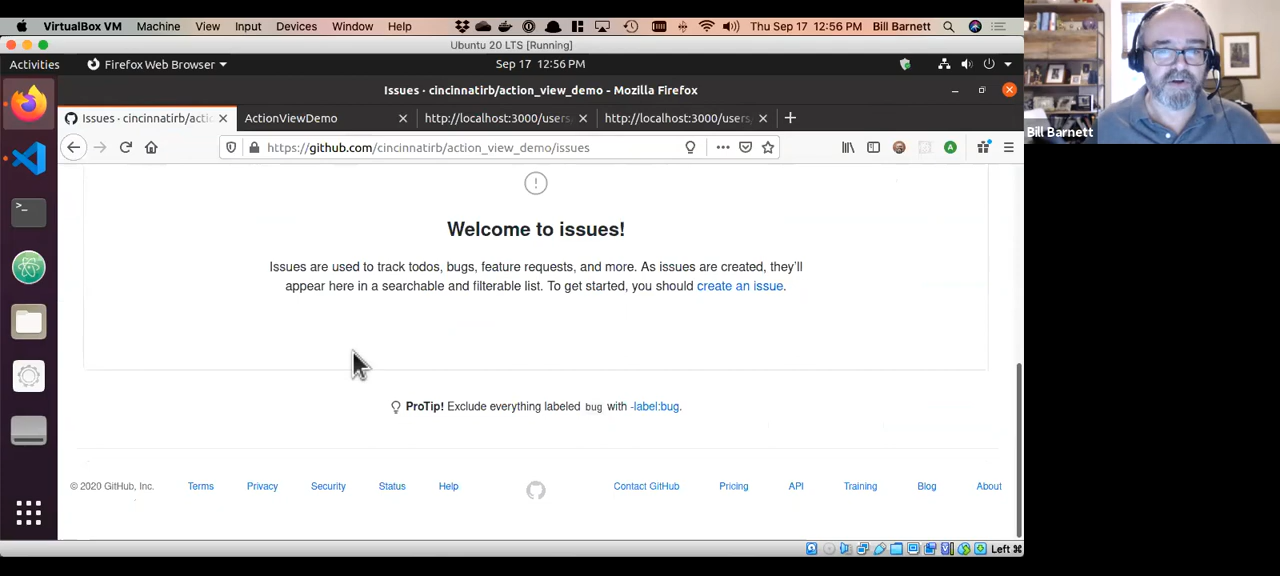 VirtualBox VM Machine View Input Devices Window Help Thu Sep 17 12:56 PM Bill Barnett
Ubuntu 20 LTS [Running]
Activities Firefox Web Browser Sep 17 12:56 PM
Issues · cincinnatirb/action_view_demo - Mozilla Firefox
Issues · cincinnatirb/actic ActionViewDemo http://localhost:3000/users, http://localhost:3000/users,
https://github.com/cincinnatirb/action_view_demo/issues
Bill Barnett
Welcome to issues!
Issues are used to track todos, bugs, feature requests, and more. As issues are created, they'll
appear here in a searchable and filterable list. To get started, you should create an issue.
ProTip! Exclude everything labeled bug with -label:bug.
© 2020 GitHub, Inc. Terms Privacy Security Status Help Contact GitHub Pricing API Training Blog About
Left ⌘